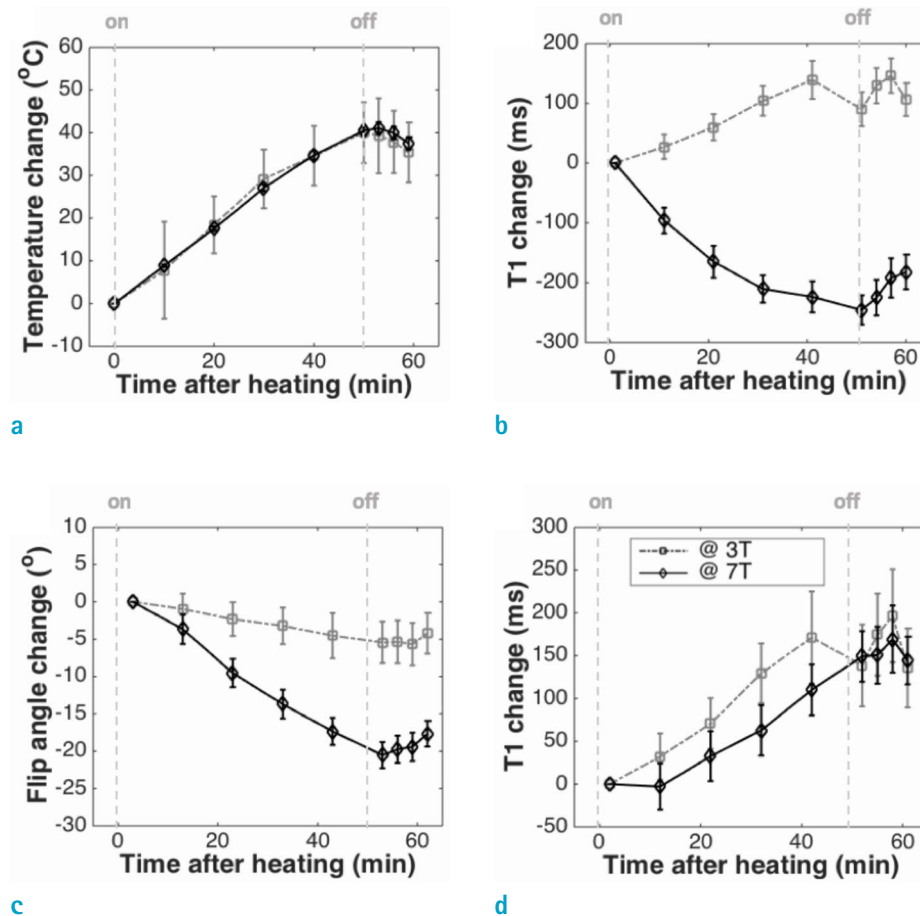 on off
Temperature change (°C)
60
50
40
30
20
10
0
-10
0 20 40 60
Time after heating (min)
a
on off
T1 change (ms)
200
100
0
-100
-200
-300
0 20 40 60
Time after heating (min)
b
on off
Flip angle change (°)
10
5
0
-5
-10
-15
-20
-25
-30
0 20 40 60
Time after heating (min)
c
on off
T1 change (ms)
300
250
200
150
100
50
0
-50
@ 3T
@ 7T
0 20 40 60
Time after heating (min)
d